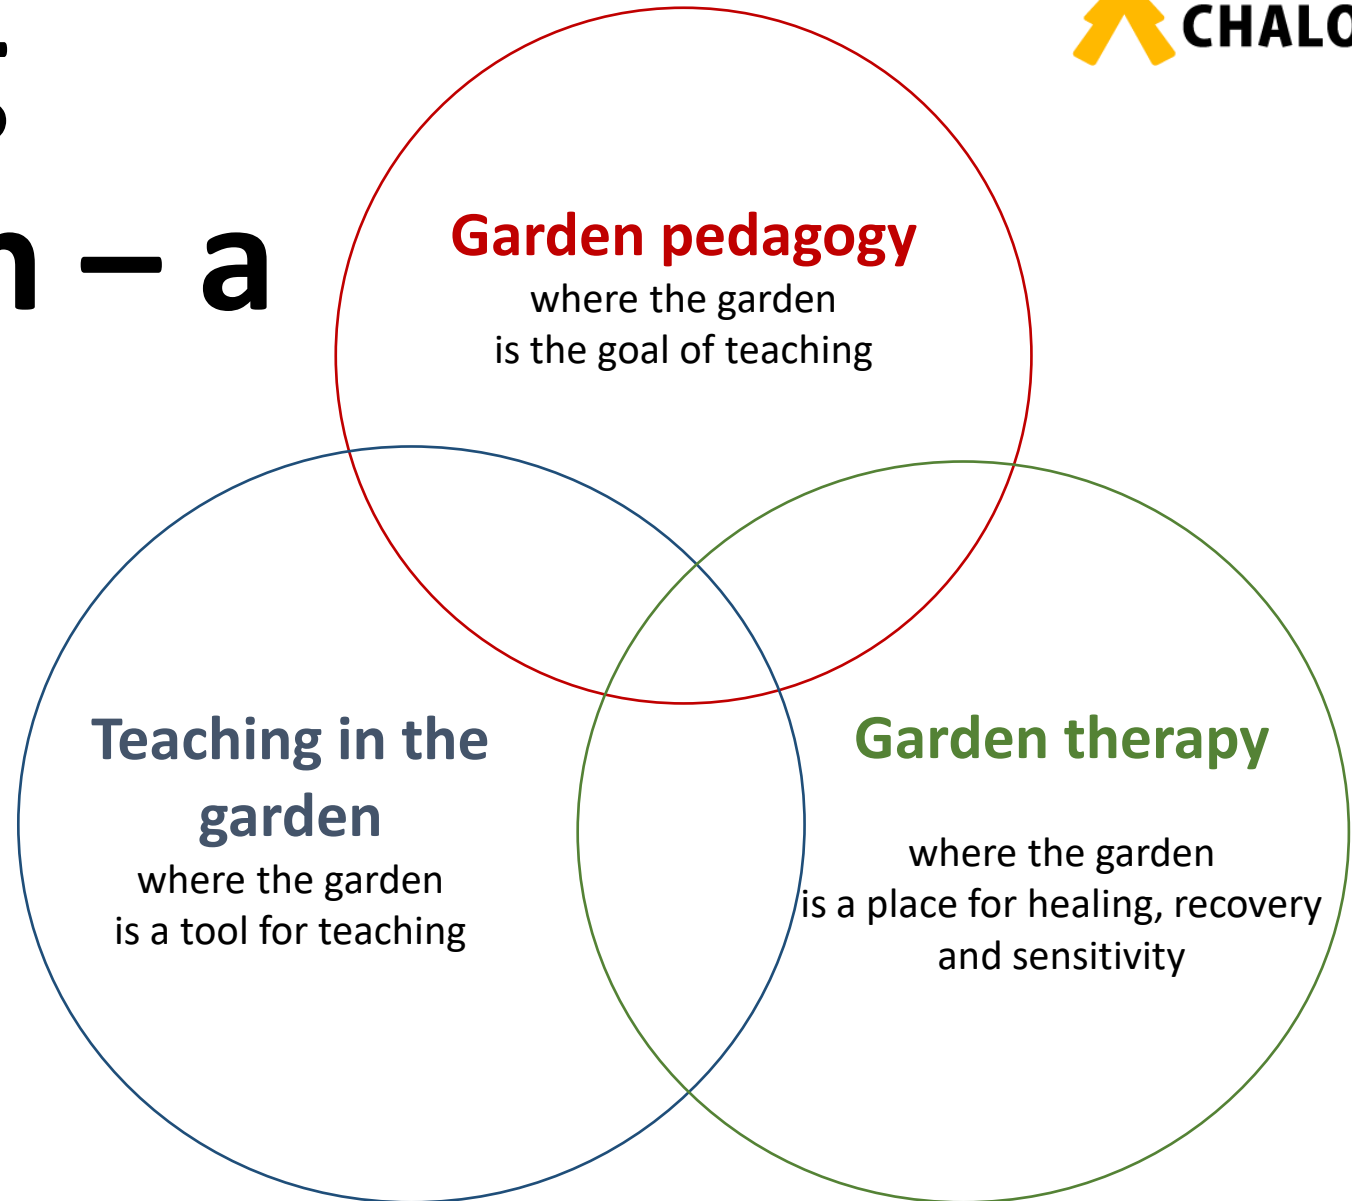 – a
CHALO
Garden pedagogy
where the garden
is the goal of teaching
Teaching in the
garden
where the garden
is a tool for teaching
Garden therapy
where the garden
is a place for healing, recovery
and sensitivity